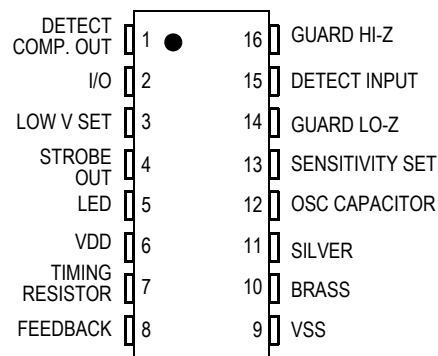 DETECT
COMP. OUT 1 16 GUARD HI-Z
I/O 2 15 DETECT INPUT
LOW V SET 3 14 GUARD LO-Z
STROBE
OUT 4 13 SENSITIVITY SET
LED 5 12 OSC CAPACITOR
VDD 6 11 SILVER
TIMING
RESISTOR 7 10 BRASS
FEEDBACK 8 9 VSS